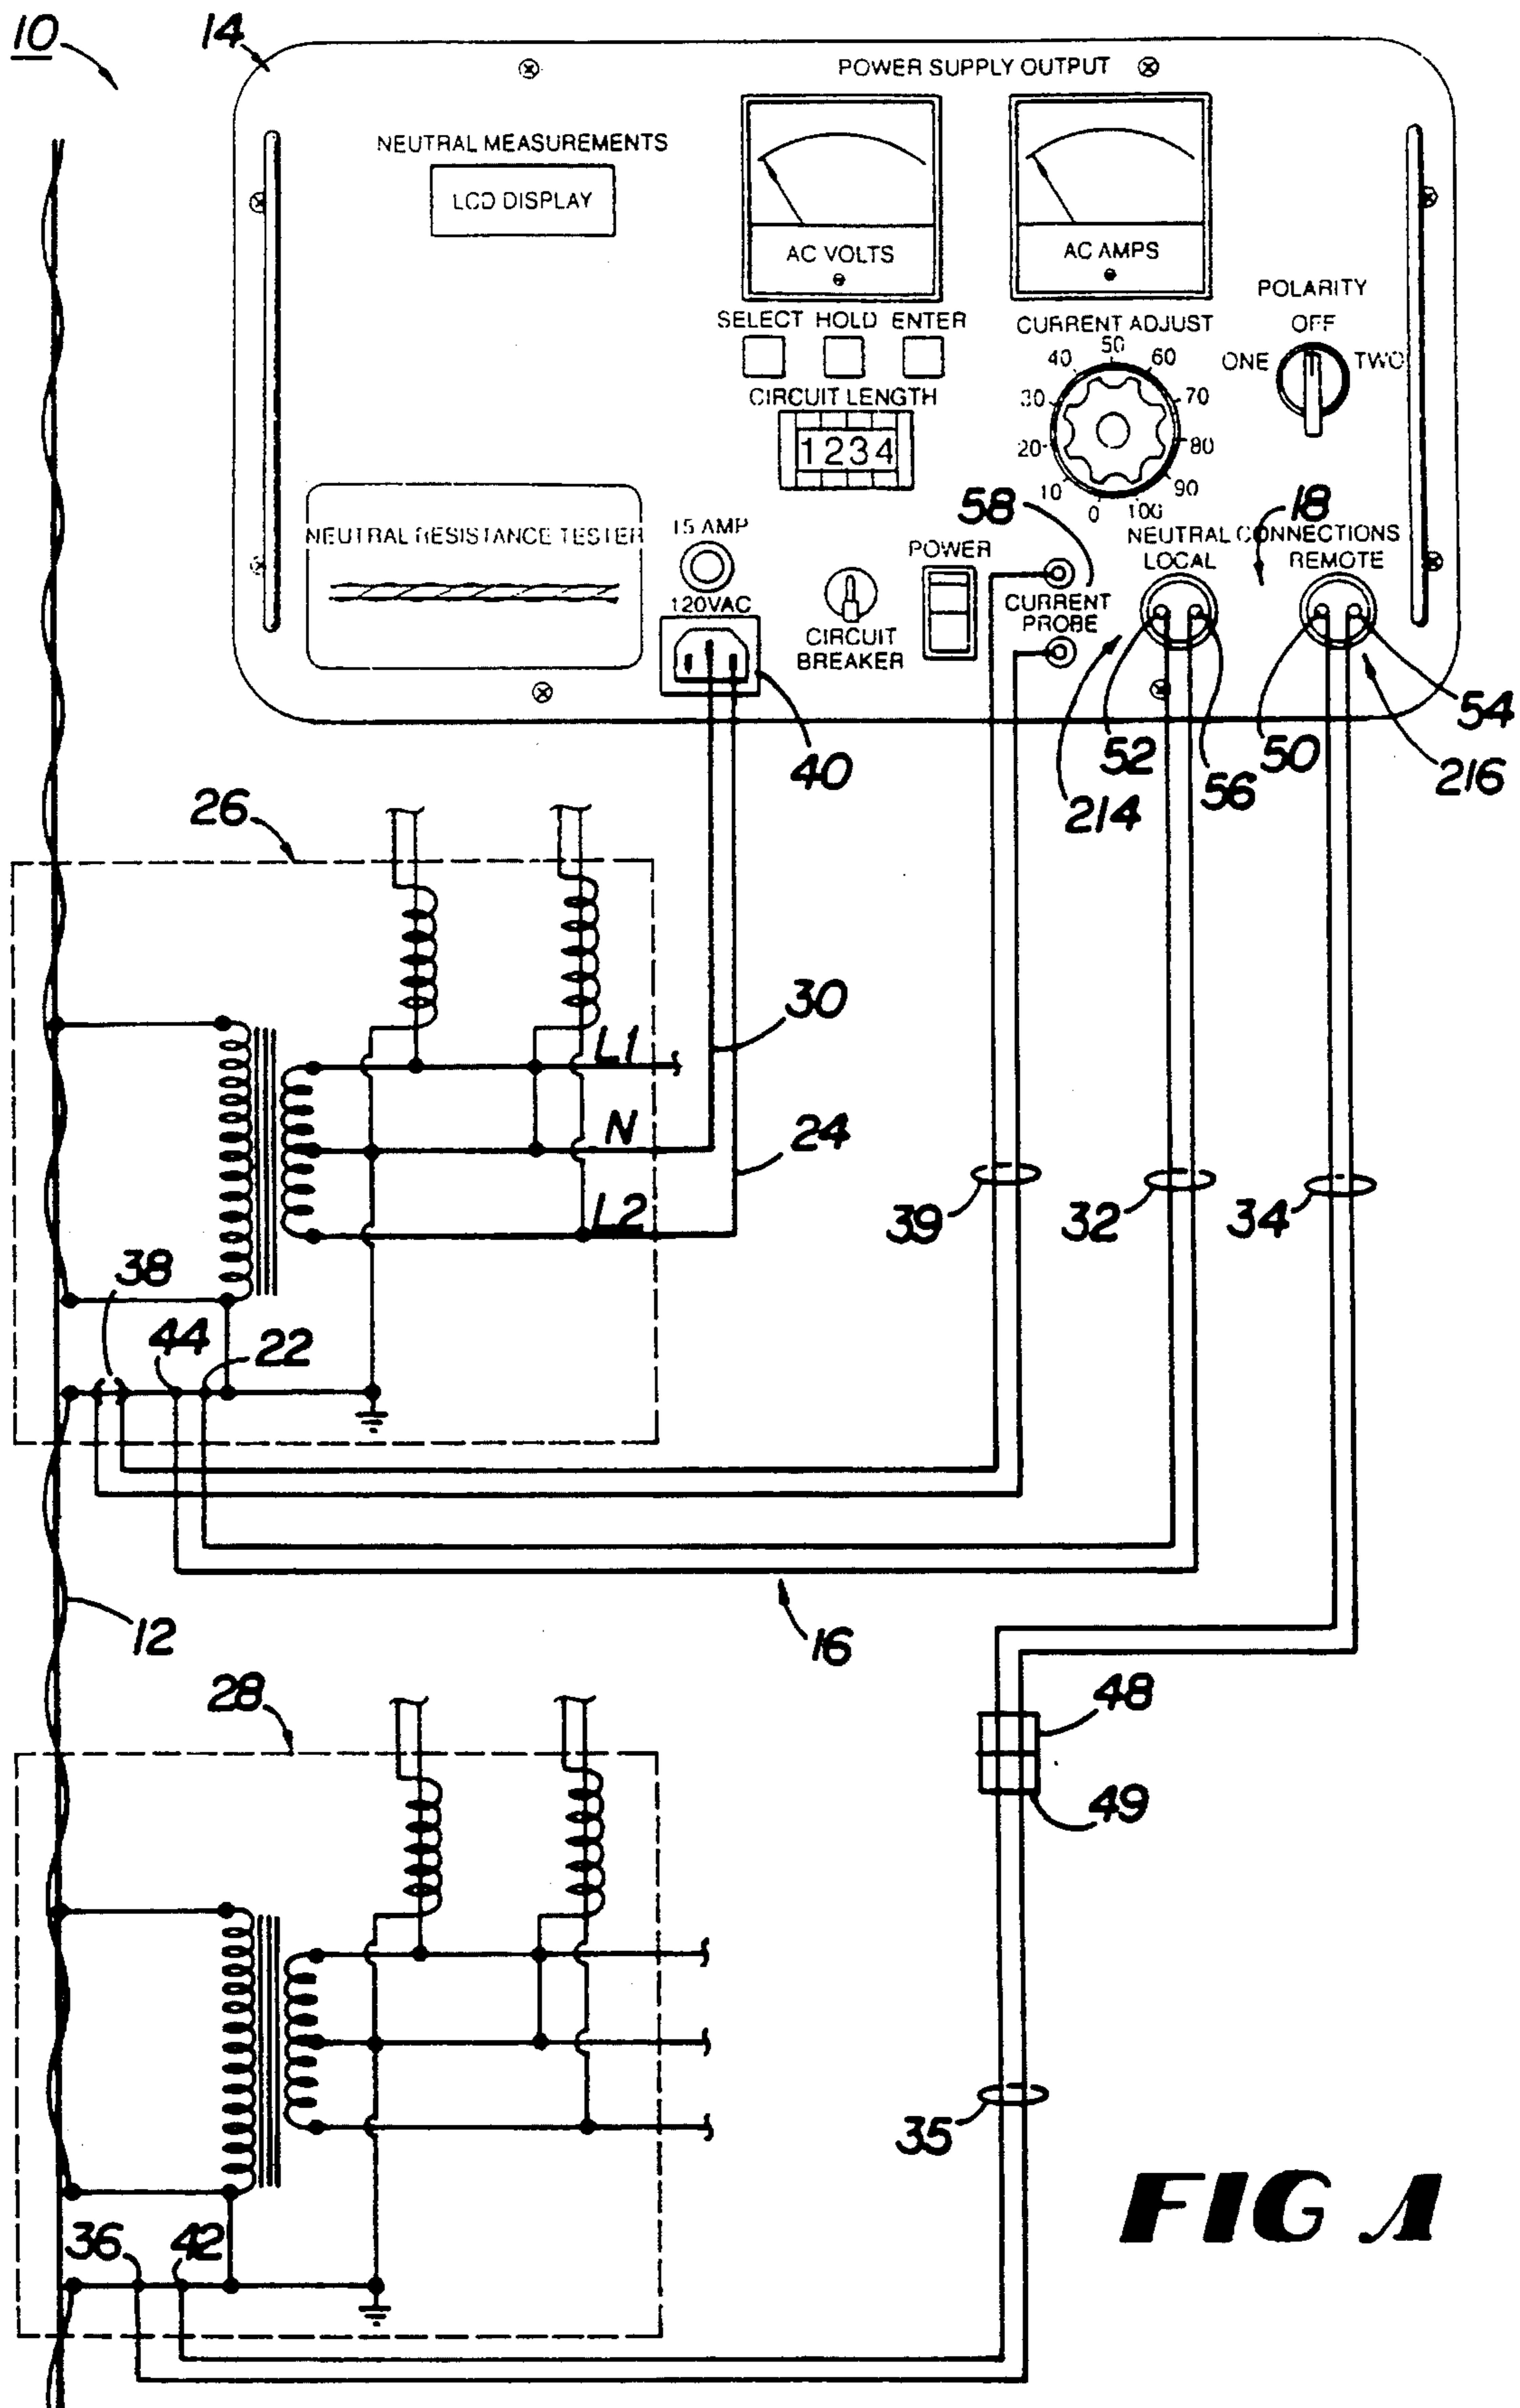 10
14
POWER SUPPLY OUTPUT
NEUTRAL MEASUREMENTS
LCD DISPLAY
AC VOLTS
AC AMPS
POLARITY
OFF
ONE
TWO
SELECT HOLD ENTER
CURRENT ADJUST
0 10 20 30 40 50 60 70 80 90 100
CIRCUIT LENGTH
1234
NEUTRAL RESISTANCE TESTER
15 AMP
120VAC
CIRCUIT
BREAKER
POWER
58
CURRENT
PROBE
18
NEUTRAL CONNECTIONS
LOCAL
REMOTE
40
52
214
56
50
54
216
26
30
L1
N
24
L2
39
32
34
38
44
22
12
16
28
48
49
35
36
42
FIG 1